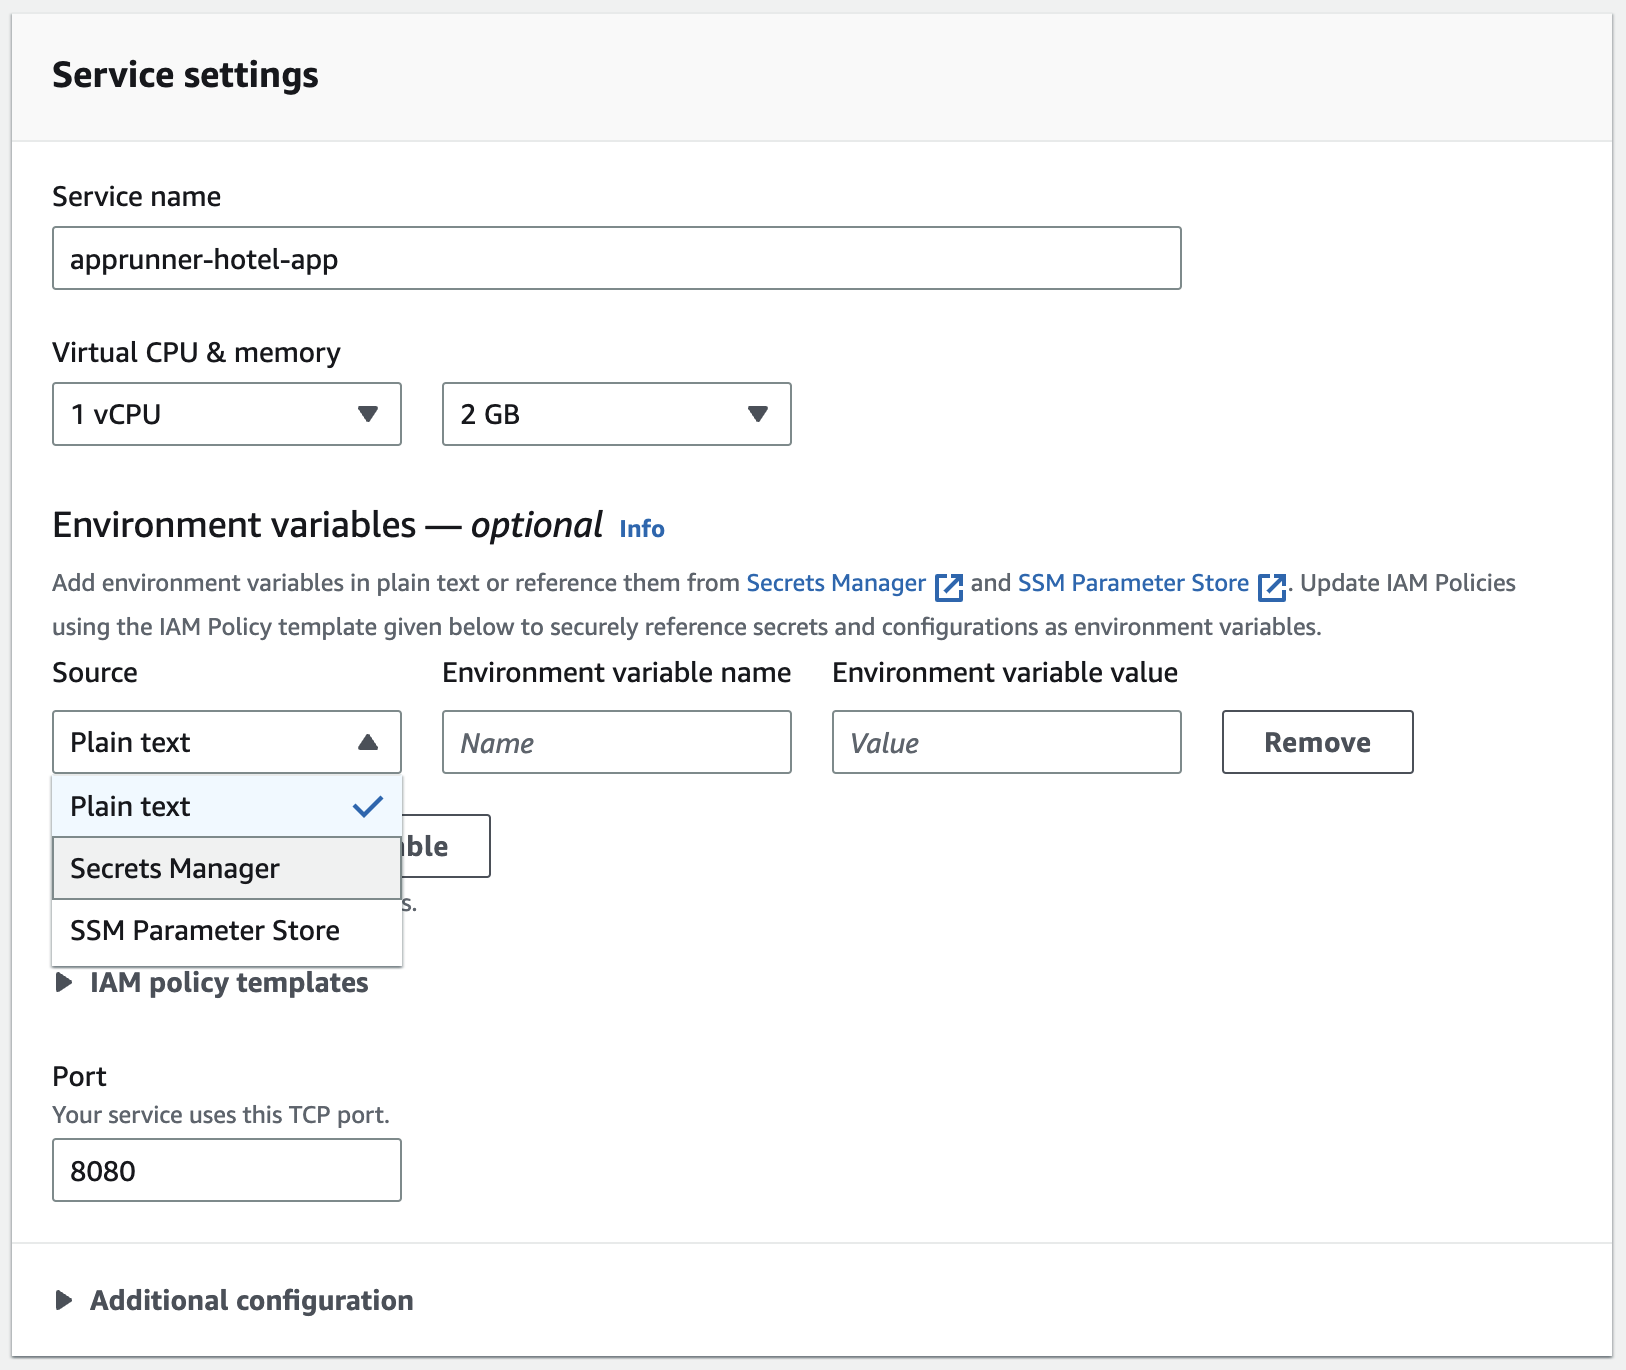 Service settings
Service name
apprunner-hotel-app
Virtual CPU & memory
1 vCPU
2 GB
Environment variables — optional Info
Add environment variables in plain text or reference them from Secrets Manager and SSM Parameter Store. Update IAM Policies
using the IAM Policy template given below to securely reference secrets and configurations as environment variables.
Source
Environment variable name
Environment variable value
Plain text
Name
Value
Remove
Plain text
Secrets Manager
SSM Parameter Store
IAM policy templates
Port
Your service uses this TCP port.
8080
Additional configuration